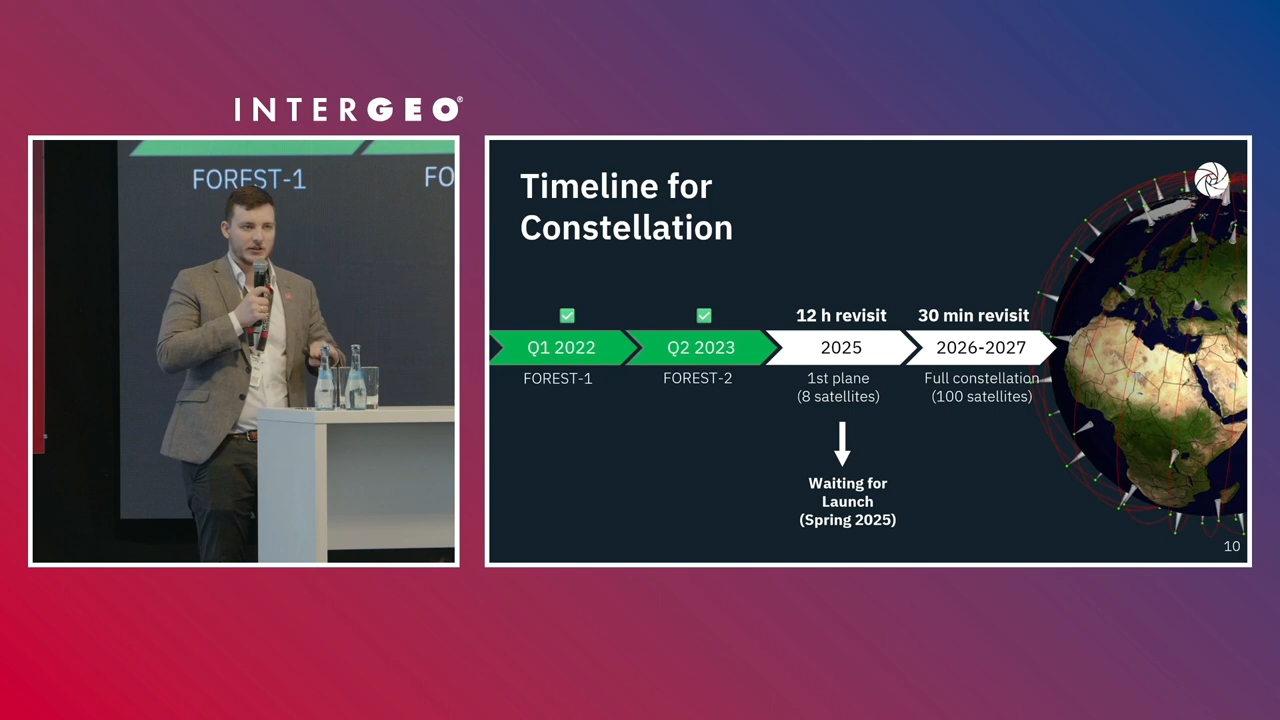 INTERGEO®
FOREST-1
FO
Timeline for
Constellation
12 h revisit
30 min revisit
Q1 2022
Q2 2023
2025
2026-2027
FOREST-1
FOREST-2
1st plane
(8 satellites)
Full constellation
(100 satellites)
Waiting for
Launch
(Spring 2025)
10